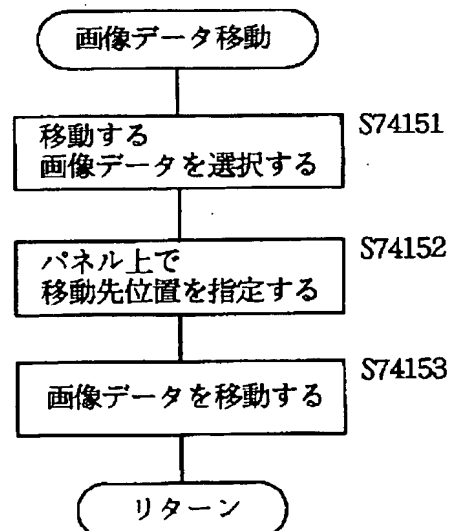 画像データ移動
移動する
画像データを選択する
S74151
パネル上で
移動先位置を指定する
S74152
画像データを移動する
S74153
リターン